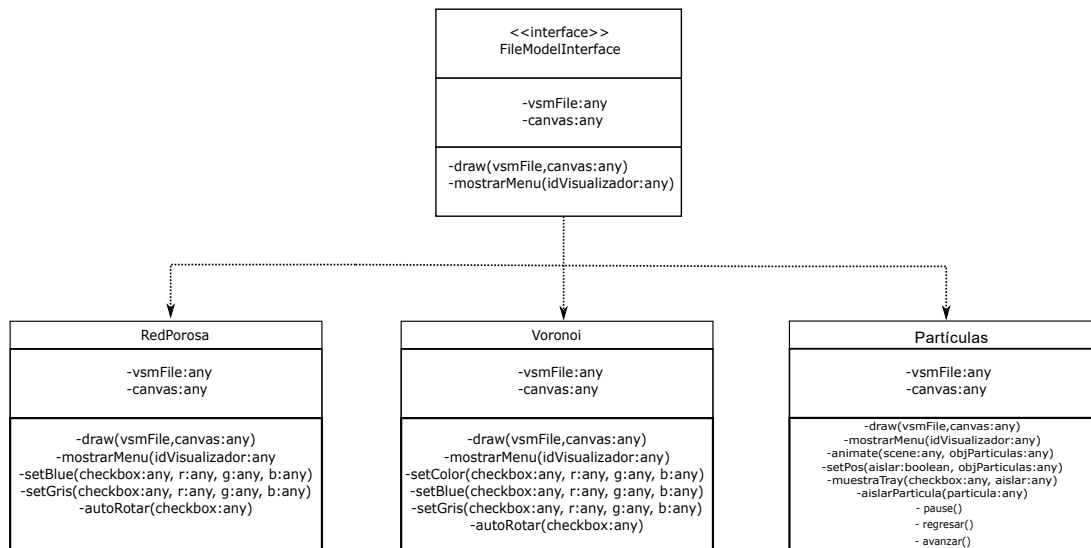 <<interface>>
FileModelInterface
-vsmFile:any
-canvas:any
-draw(vsmFile,canvas:any)
-mostrarMenu(idVisualizador:any)
RedPorosa
-vsmFile:any
-canvas:any
-draw(vsmFile,canvas:any)
-mostrarMenu(idVisualizador:any
-setBlue(checkbox:any, r:any, g:any, b:any)
-setGris(checkbox:any, r:any, g:any, b:any)
-autoRotar(checkbox:any)
Voronoi
-vsmFile:any
-canvas:any
-draw(vsmFile,canvas:any)
-mostrarMenu(idVisualizador:any)
-setColor(checkbox:any, r:any, g:any, b:any)
-setBlue(checkbox:any, r:any, g:any, b:any)
-setGris(checkbox:any, r:any, g:any, b:any)
-autoRotar(checkbox:any)
Partículas
-vsmFile:any
-canvas:any
-draw(vsmFile,canvas:any)
-mostrarMenu(idVisualizador:any)
-animate(scene:any, objParticulas:any)
-setPos(aislar:boolean, objParticulas:any)
-muestraTray(checkbox:any, aislar:any)
-aislarParticula(particula:any)
- pause()
- regresar()
- avanzar()